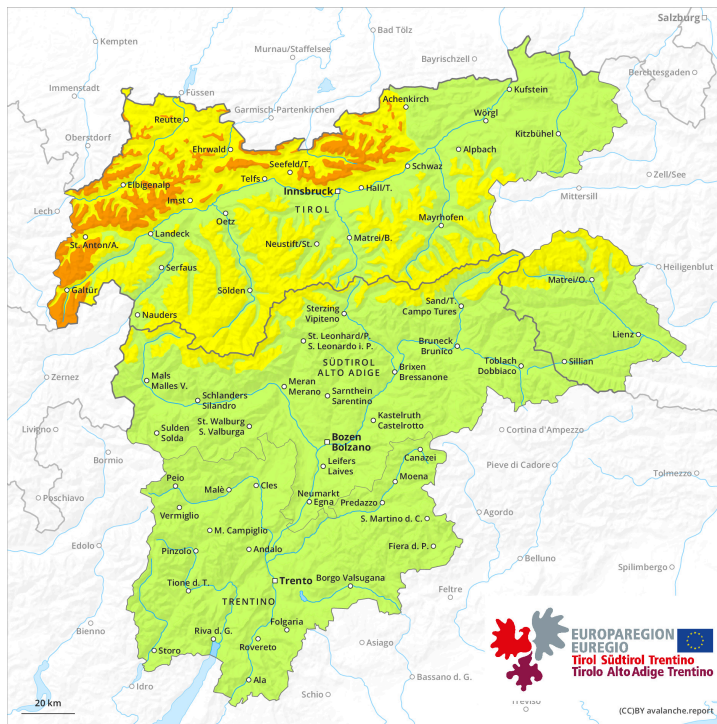 Salzburg
Kempten
Bad Tölz
Murnau/Staffelsee
Bayrischzell
Berchtesgaden
Immenstadt
Füssen
Garmisch-Partenkirchen
Achenkirch
Kufstein
Reutte
Wörgl
Oberstdorf
Ehrwald
Kitzbühel
Seefeld/T.
Alpbach
Telfs
Schwaz
Zell/See
Elbigenalp
Innsbruck
Hall/T.
Mittersill
Imst
TIROL
Lech
Oetz
Mayrhofen
Landeck
St. Anton/A.
Neustift/St.
Matrei/B.
Serfaus
Heiligenblut
Galtür
Sölden
Matrei/O.
Nauders
Sterzing
Vipiteno
Sand/T.
Campo Tures
Lienz
St. Leonhard/P.
S. Leonardo i. P.
Bruneck
Brunico
Toblach
Dobbiaco
Sillian
SÜDTIROL
ALTO ADIGE
Brixen
Bressanone
Zernez
Mals
Malles V.
Meran
Merano
Sarnthein
Sarentino
Schlanders
Silandro
Kastelruth
Castelrotto
St. Walburg
S. Valburga
Livigno
Sulden
Solda
Bozen
Bolzano
Cortina d'Ampezzo
Bormio
Canazei
Leifers
Laives
Pieve di Cadore
Tolmezzo
Peio
Malè
Cles
Moena
Poschiavo
Neumarkt
Egna
Predazzo
Vermiglio
Agordo
S. Martino d. C.
M. Campiglio
Edolo
Pinzolo
Andalo
Fiera d. P.
Belluno
Spilimbergo
Trento
Borgo Valsugana
Tione d. T.
Feltre
TRENTINO
Bienno
Riva d. G.
Folgaria
Rovereto
Asiago
Storo
Idro
Ala
Schio
Bassano d. G.
Treviso
EUROPAREGION
EUREGIO
Tirol Südtirol Trentino
Tirolo Alto Adige Trentino
20 km
(CC)BY avalanche.report